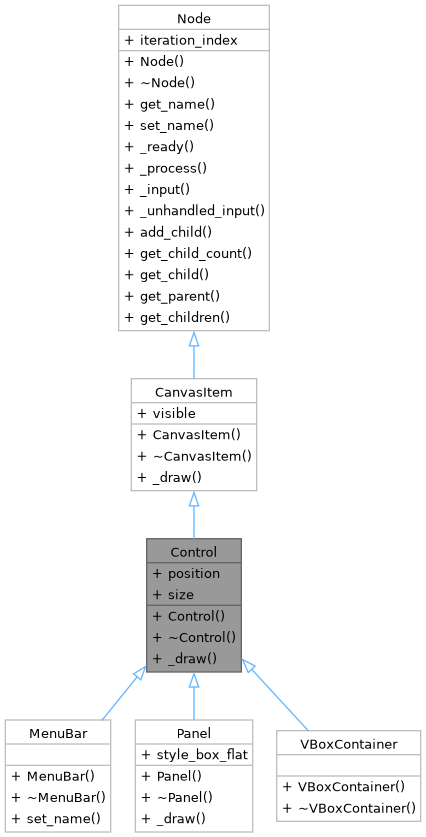 Node
+ iteration_index
+ Node()
+ ~Node()
+ get_name()
+ set_name()
+ _ready()
+ _process()
+ _input()
+ _unhandled_input()
+ add_child()
+ get_child_count()
+ get_child()
+ get_parent()
+ get_children()
CanvasItem
+ visible
+ CanvasItem()
+ ~CanvasItem()
+ _draw()
Control
+ position
+ size
+ Control()
+ ~Control()
+ _draw()
MenuBar
+ MenuBar()
+ ~MenuBar()
+ set_name()
Panel
+ style_box_flat
+ Panel()
+ ~Panel()
+ _draw()
VBoxContainer
+ VBoxContainer()
+ ~VBoxContainer()